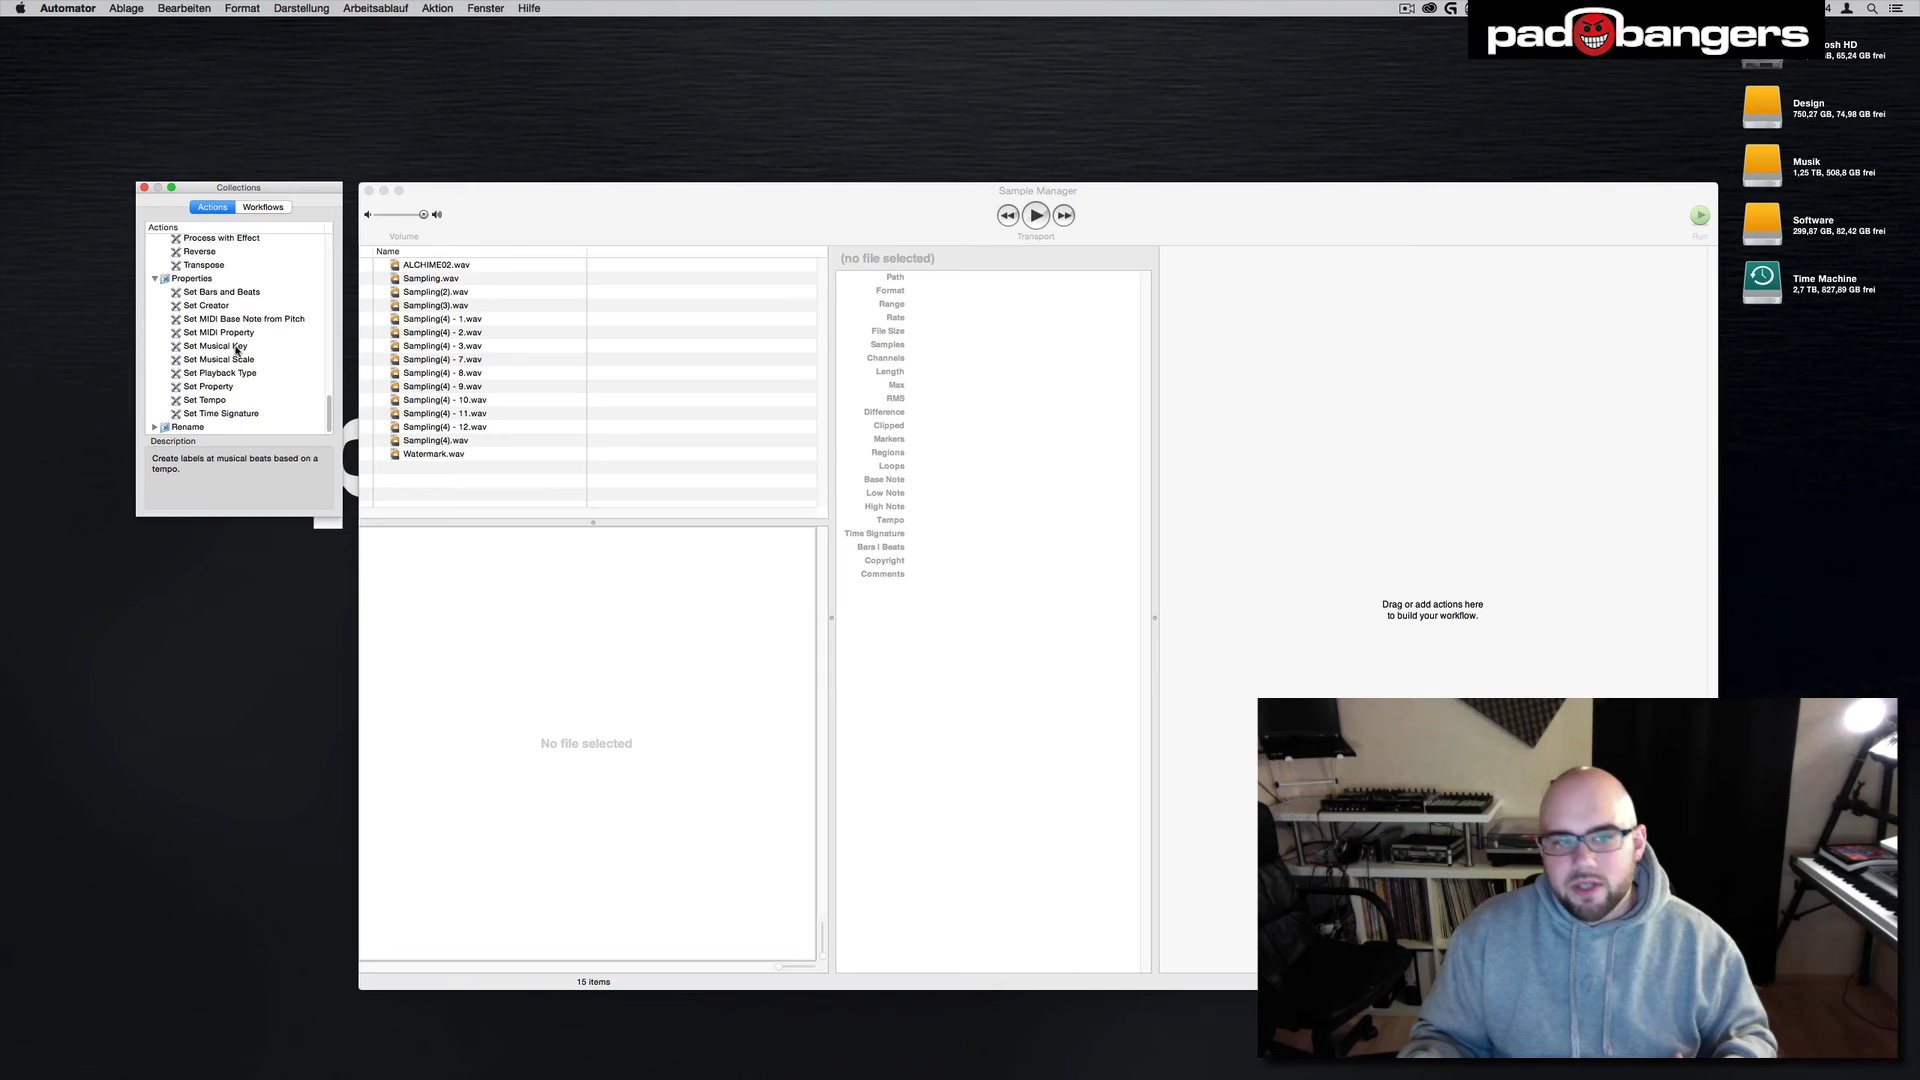 Automator Ablage Bearbeiten Format Darstellung Arbeitsablauf Aktion Fenster Hilfe
pad bangers
osh HD
GB, 65,24 GB frei
Design
750,27 GB, 74,98 GB frei
Musik
1,25 TB, 508,8 GB frei
Software
299,87 GB, 82,42 GB frei
Time Machine
2,7 TB, 827,89 GB frei
Collections
Actions Workflows
Actions
Process with Effect
Reverse
Transpose
Properties
Set Bars and Beats
Set Creator
Set MIDI Base Note from Pitch
Set MIDI Property
Set Musical Key
Set Musical Scale
Set Playback Type
Set Property
Set Tempo
Set Time Signature
Rename
Description
Create labels at musical beats based on a
tempo.
Sample Manager
Volume
Transport
Run
Name
ALCHIME02.wav
Sampling.wav
Sampling(2).wav
Sampling(3).wav
Sampling(4) - 1.wav
Sampling(4) - 2.wav
Sampling(4) - 3.wav
Sampling(4) - 7.wav
Sampling(4) - 8.wav
Sampling(4) - 9.wav
Sampling(4) - 10.wav
Sampling(4) - 11.wav
Sampling(4) - 12.wav
Sampling(4).wav
Watermark.wav
No file selected
15 items
(no file selected)
Path
Format
Range
Rate
File Size
Samples
Channels
Length
Max
RMS
Difference
Clipped
Markers
Regions
Loops
Base Note
Low Note
High Note
Tempo
Time Signature
Bars | Beats
Copyright
Comments
Drag or add actions here
to build your workflow.